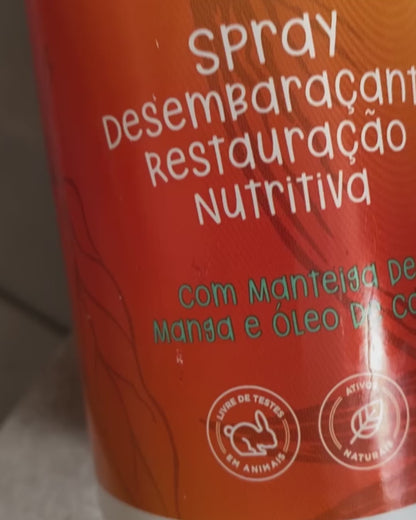 Spray
Desembaraçant
Restauração
Nutritiva
com Manteiga De
Manga e Óleo De Co
LIVRE DE TESTES
EM ANIMAIS
ATIVOS
NATURAIS